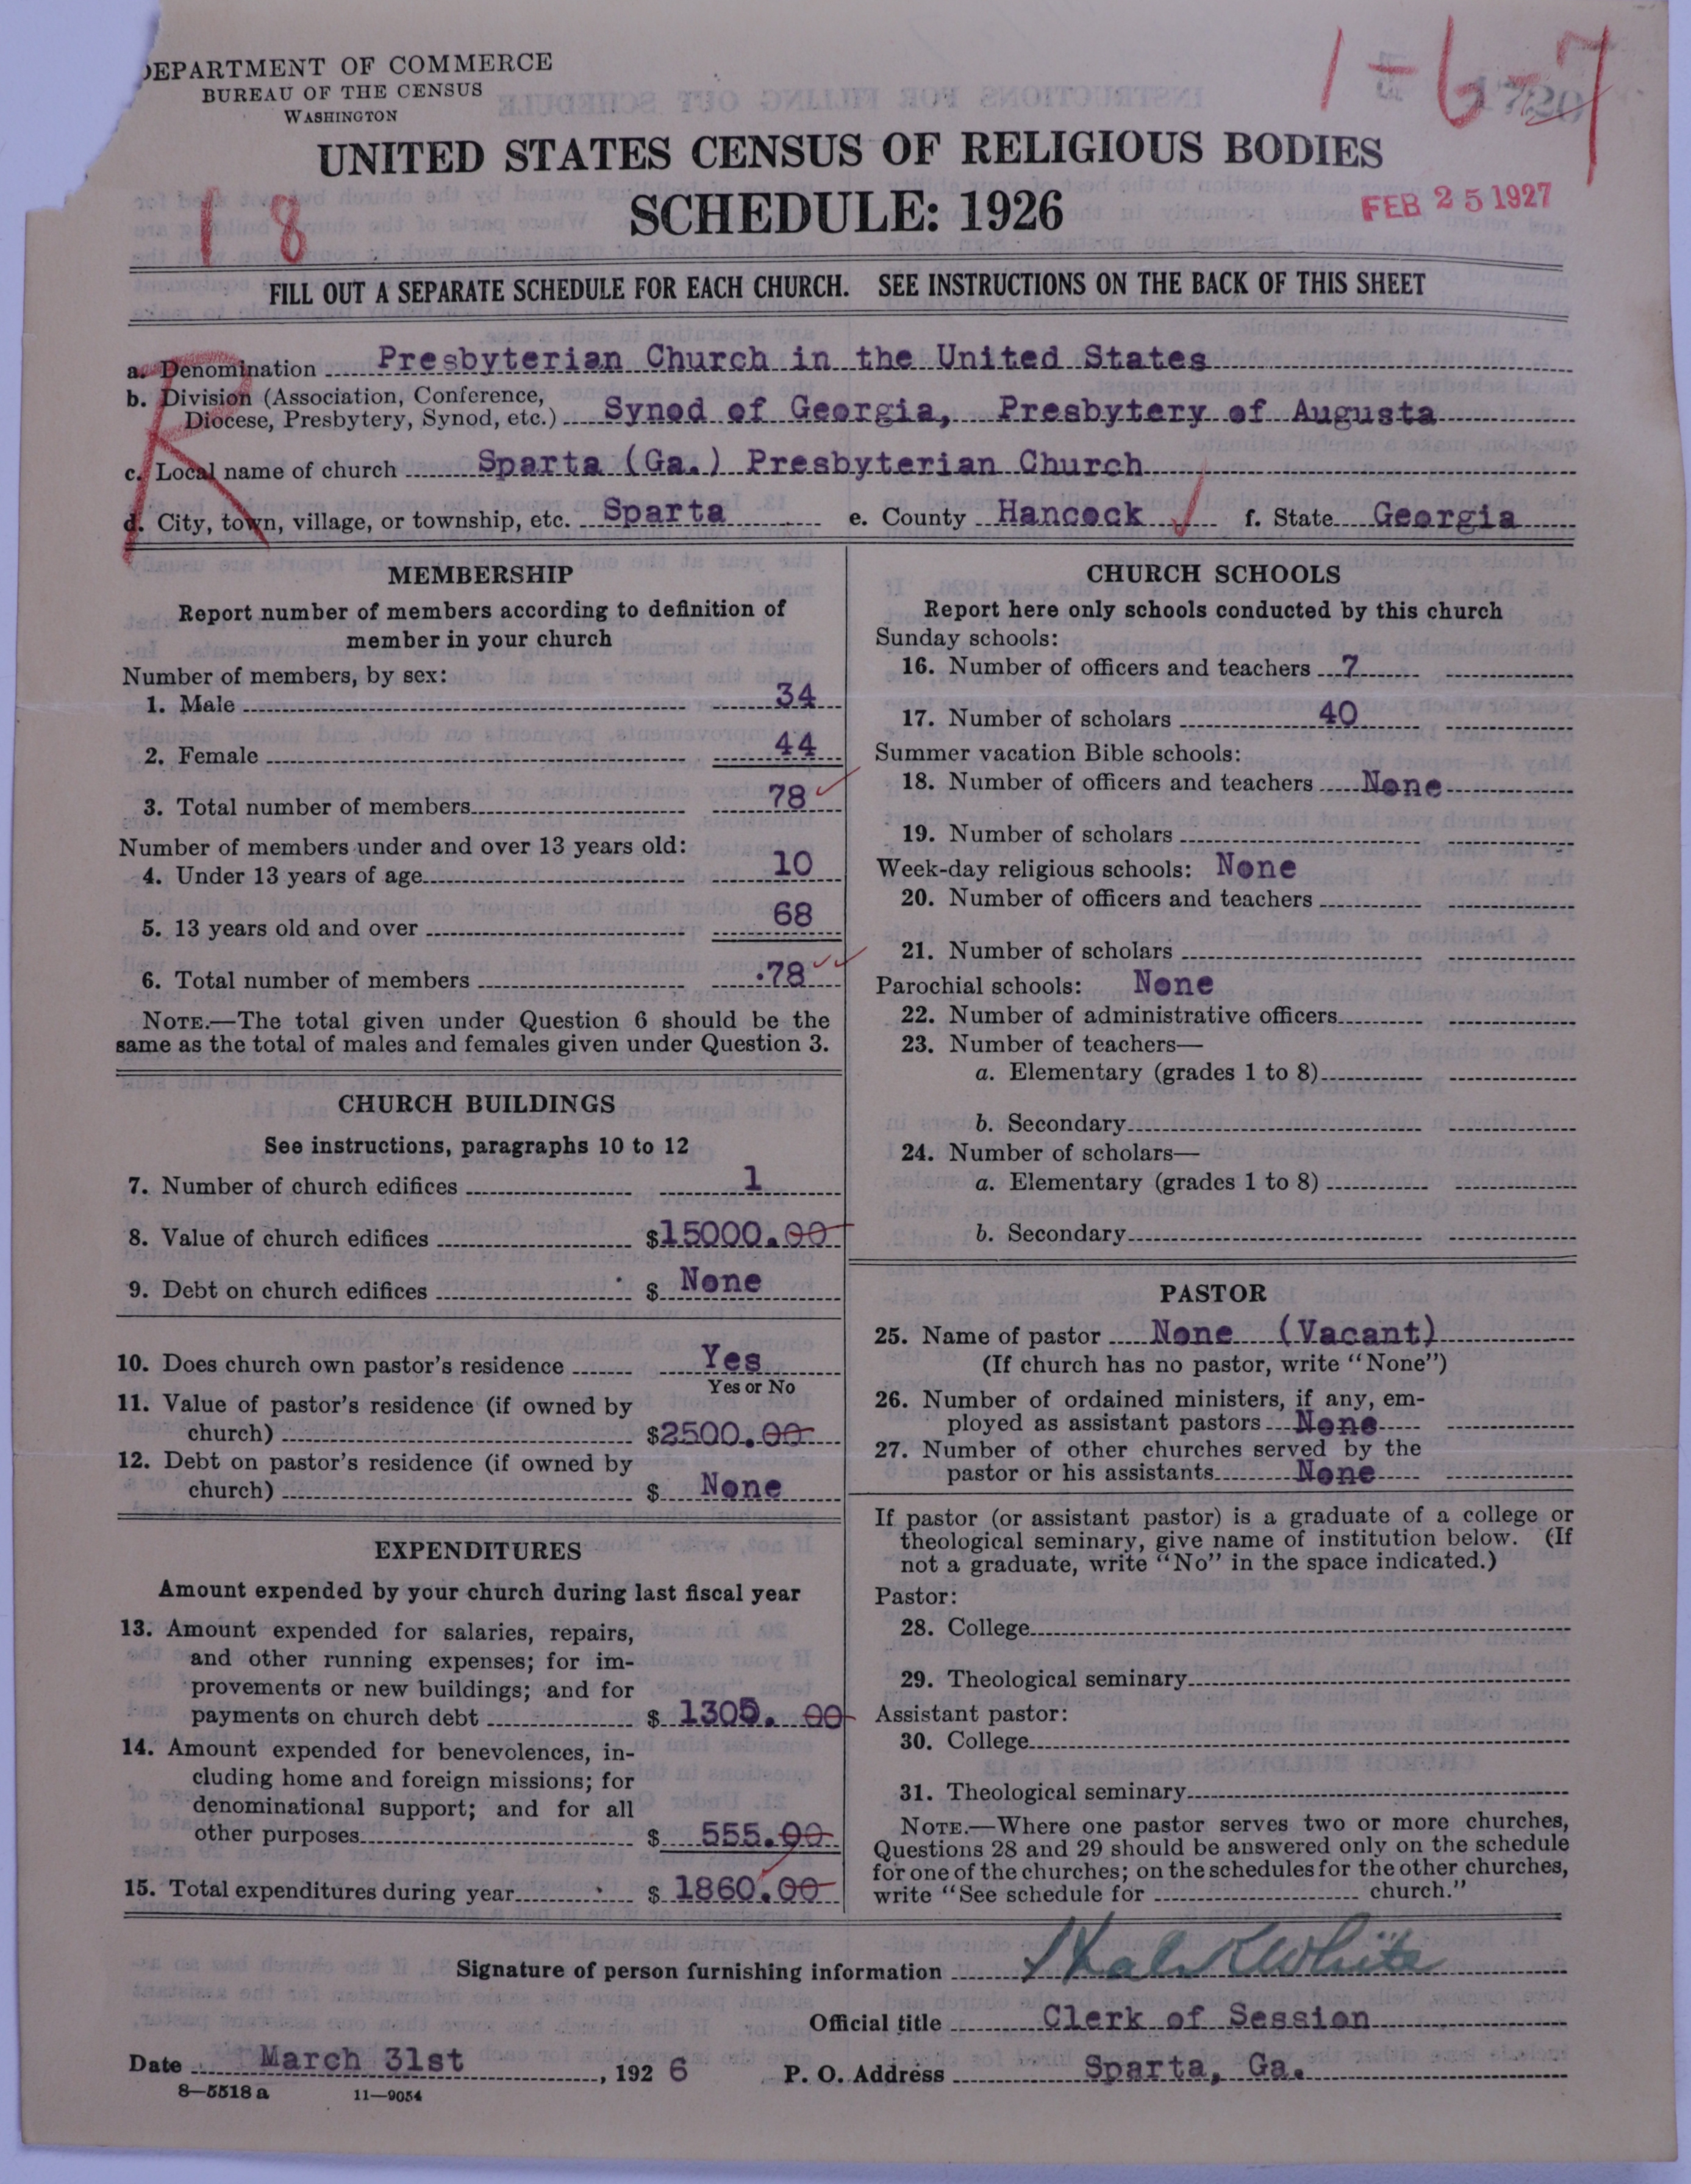 DEPARTMENT OF COMMERCE
BUREAU OF THE CENSUS
WASHINGTON
1-6-7
UNITED STATES CENSUS OF RELIGIOUS BODIES
SCHEDULE: 1926
FEB 25 1927
18
FILL OUT A SEPARATE SCHEDULE FOR EACH CHURCH. SEE INSTRUCTIONS ON THE BACK OF THIS SHEET
R
a. Denomination Presbyterian Church in the United States
b. Division (Association, Conference,
Diocese, Presbytery, Synod, etc.) Synod of Georgia, Presbytery of Augusta
c. Local name of church Sparta (Ga.) Presbyterian Church
d. City, town, village, or township, etc. Sparta e. County Hancock f. State Georgia
MEMBERSHIP
Report number of members according to definition of
member in your church
Number of members, by sex:
1. Male 34
2. Female 44
3. Total number of members 78
Number of members under and over 13 years old:
4. Under 13 years of age 10
5. 13 years old and over 68
6. Total number of members 78
NOTE.—The total given under Question 6 should be the
same as the total of males and females given under Question 3.
CHURCH BUILDINGS
See instructions, paragraphs 10 to 12
7. Number of church edifices 1
8. Value of church edifices $15000.00
9. Debt on church edifices $ None
10. Does church own pastor's residence Yes
Yes or No
11. Value of pastor's residence (if owned by
church) $2500.00
12. Debt on pastor's residence (if owned by
church) $ None
EXPENDITURES
Amount expended by your church during last fiscal year
13. Amount expended for salaries, repairs,
and other running expenses; for im-
provements or new buildings; and for
payments on church debt $ 1305. 00
14. Amount expended for benevolences, in-
cluding home and foreign missions; for
denominational support; and for all
other purposes $ 555.00
15. Total expenditures during year $ 1860.00
CHURCH SCHOOLS
Report here only schools conducted by this church
Sunday schools:
16. Number of officers and teachers 7
17. Number of scholars 40
Summer vacation Bible schools:
18. Number of officers and teachers None
19. Number of scholars
Week-day religious schools: None
20. Number of officers and teachers
21. Number of scholars
Parochial schools: None
22. Number of administrative officers
23. Number of teachers—
a. Elementary (grades 1 to 8)
b. Secondary
24. Number of scholars—
a. Elementary (grades 1 to 8)
b. Secondary
PASTOR
25. Name of pastor None (Vacant)
(If church has no pastor, write "None")
26. Number of ordained ministers, if any, em-
ployed as assistant pastors None
27. Number of other churches served by the
pastor or his assistants None
If pastor (or assistant pastor) is a graduate of a college or
theological seminary, give name of institution below. (If
not a graduate, write "No" in the space indicated.)
Pastor:
28. College
29. Theological seminary
Assistant pastor:
30. College
31. Theological seminary
NOTE.—Where one pastor serves two or more churches,
Questions 28 and 29 should be answered only on the schedule
for one of the churches; on the schedules for the other churches,
write "See schedule for church."
Signature of person furnishing information White
Official title Clerk of Session
Date March 31st, 1926 P. O. Address Sparta, Ga.
8—5518 a 11—9054